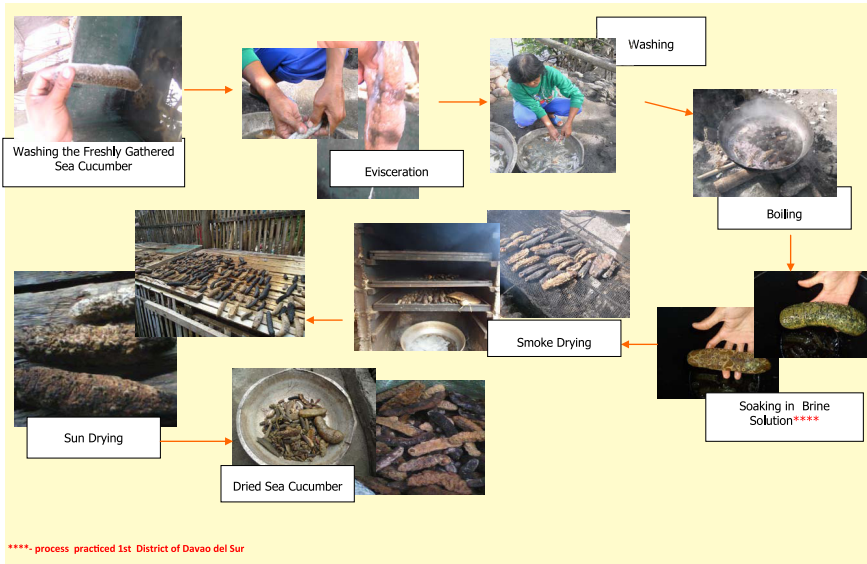 Washing the Freshly Gathered
Sea Cucumber
Evisceration
Washing
Boiling
Soaking in Brine
Solution****
Smoke Drying
Sun Drying
Dried Sea Cucumber
****- process practiced 1st District of Davao del Sur